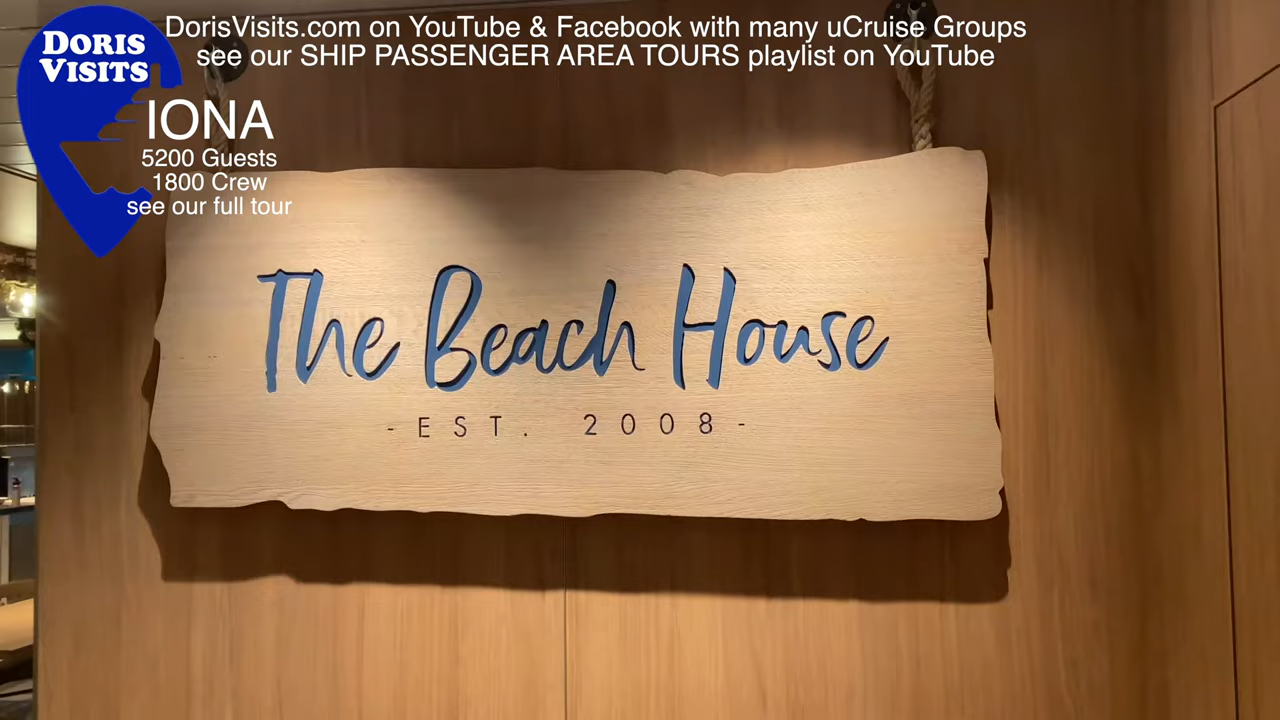 DorisVisits.com on YouTube & Facebook with many uCruise Groups
see our SHIP PASSENGER AREA TOURS playlist on YouTube
DORIS
VISITS
IONA
5200 Guests
1800 Crew
see our full tour
The Beach House
-EST. 2008-